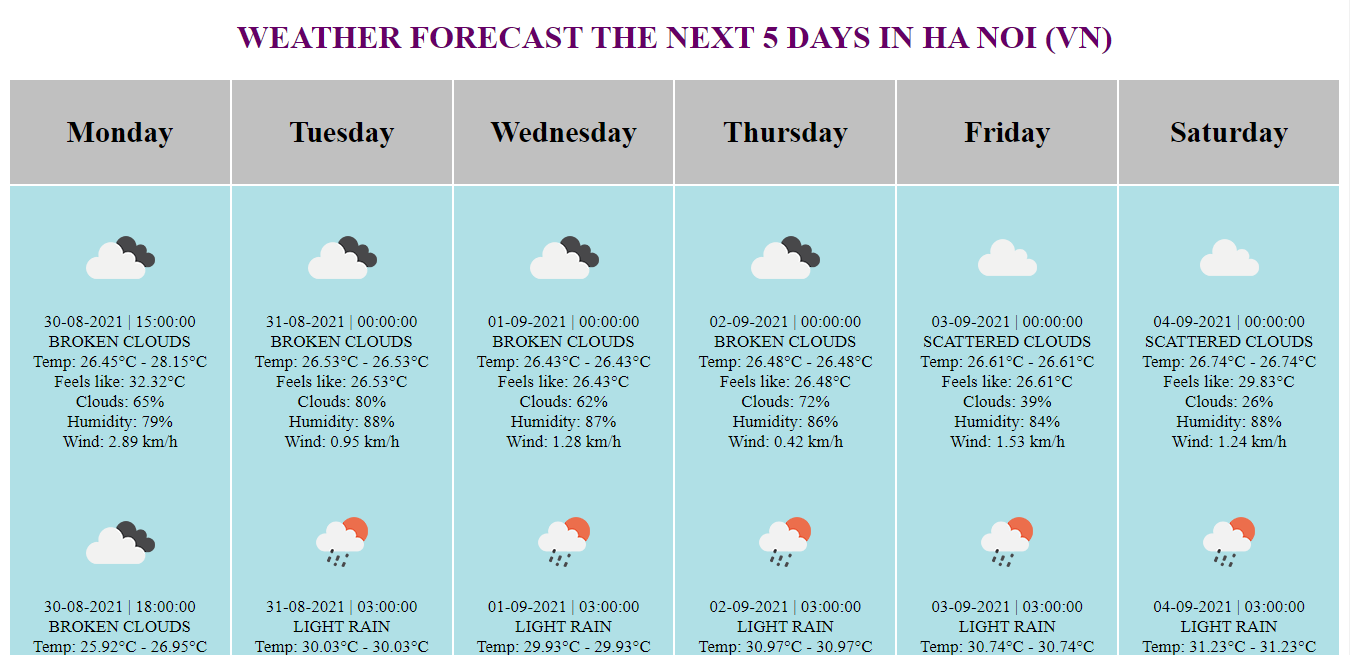 WEATHER FORECAST THE NEXT 5 DAYS IN HA NOI (VN)
Monday
Tuesday
Wednesday
Thursday
Friday
Saturday
30-08-2021 | 15:00:00
BROKEN CLOUDS
Temp: 26.45°C - 28.15°C
Feels like: 32.32°C
Clouds: 65%
Humidity: 79%
Wind: 2.89 km/h
31-08-2021 | 00:00:00
BROKEN CLOUDS
Temp: 26.53°C - 26.53°C
Feels like: 26.53°C
Clouds: 80%
Humidity: 88%
Wind: 0.95 km/h
01-09-2021 | 00:00:00
BROKEN CLOUDS
Temp: 26.43°C - 26.43°C
Feels like: 26.43°C
Clouds: 62%
Humidity: 87%
Wind: 1.28 km/h
02-09-2021 | 00:00:00
BROKEN CLOUDS
Temp: 26.48°C - 26.48°C
Feels like: 26.48°C
Clouds: 72%
Humidity: 86%
Wind: 0.42 km/h
03-09-2021 | 00:00:00
SCATTERED CLOUDS
Temp: 26.61°C - 26.61°C
Feels like: 26.61°C
Clouds: 39%
Humidity: 84%
Wind: 1.53 km/h
04-09-2021 | 00:00:00
SCATTERED CLOUDS
Temp: 26.74°C - 26.74°C
Feels like: 29.83°C
Clouds: 26%
Humidity: 88%
Wind: 1.24 km/h
30-08-2021 | 18:00:00
BROKEN CLOUDS
Temp: 25.92°C - 26.95°C
31-08-2021 | 03:00:00
LIGHT RAIN
Temp: 30.03°C - 30.03°C
01-09-2021 | 03:00:00
LIGHT RAIN
Temp: 29.93°C - 29.93°C
02-09-2021 | 03:00:00
LIGHT RAIN
Temp: 30.97°C - 30.97°C
03-09-2021 | 03:00:00
LIGHT RAIN
Temp: 30.74°C - 30.74°C
04-09-2021 | 03:00:00
LIGHT RAIN
Temp: 31.23°C - 31.23°C